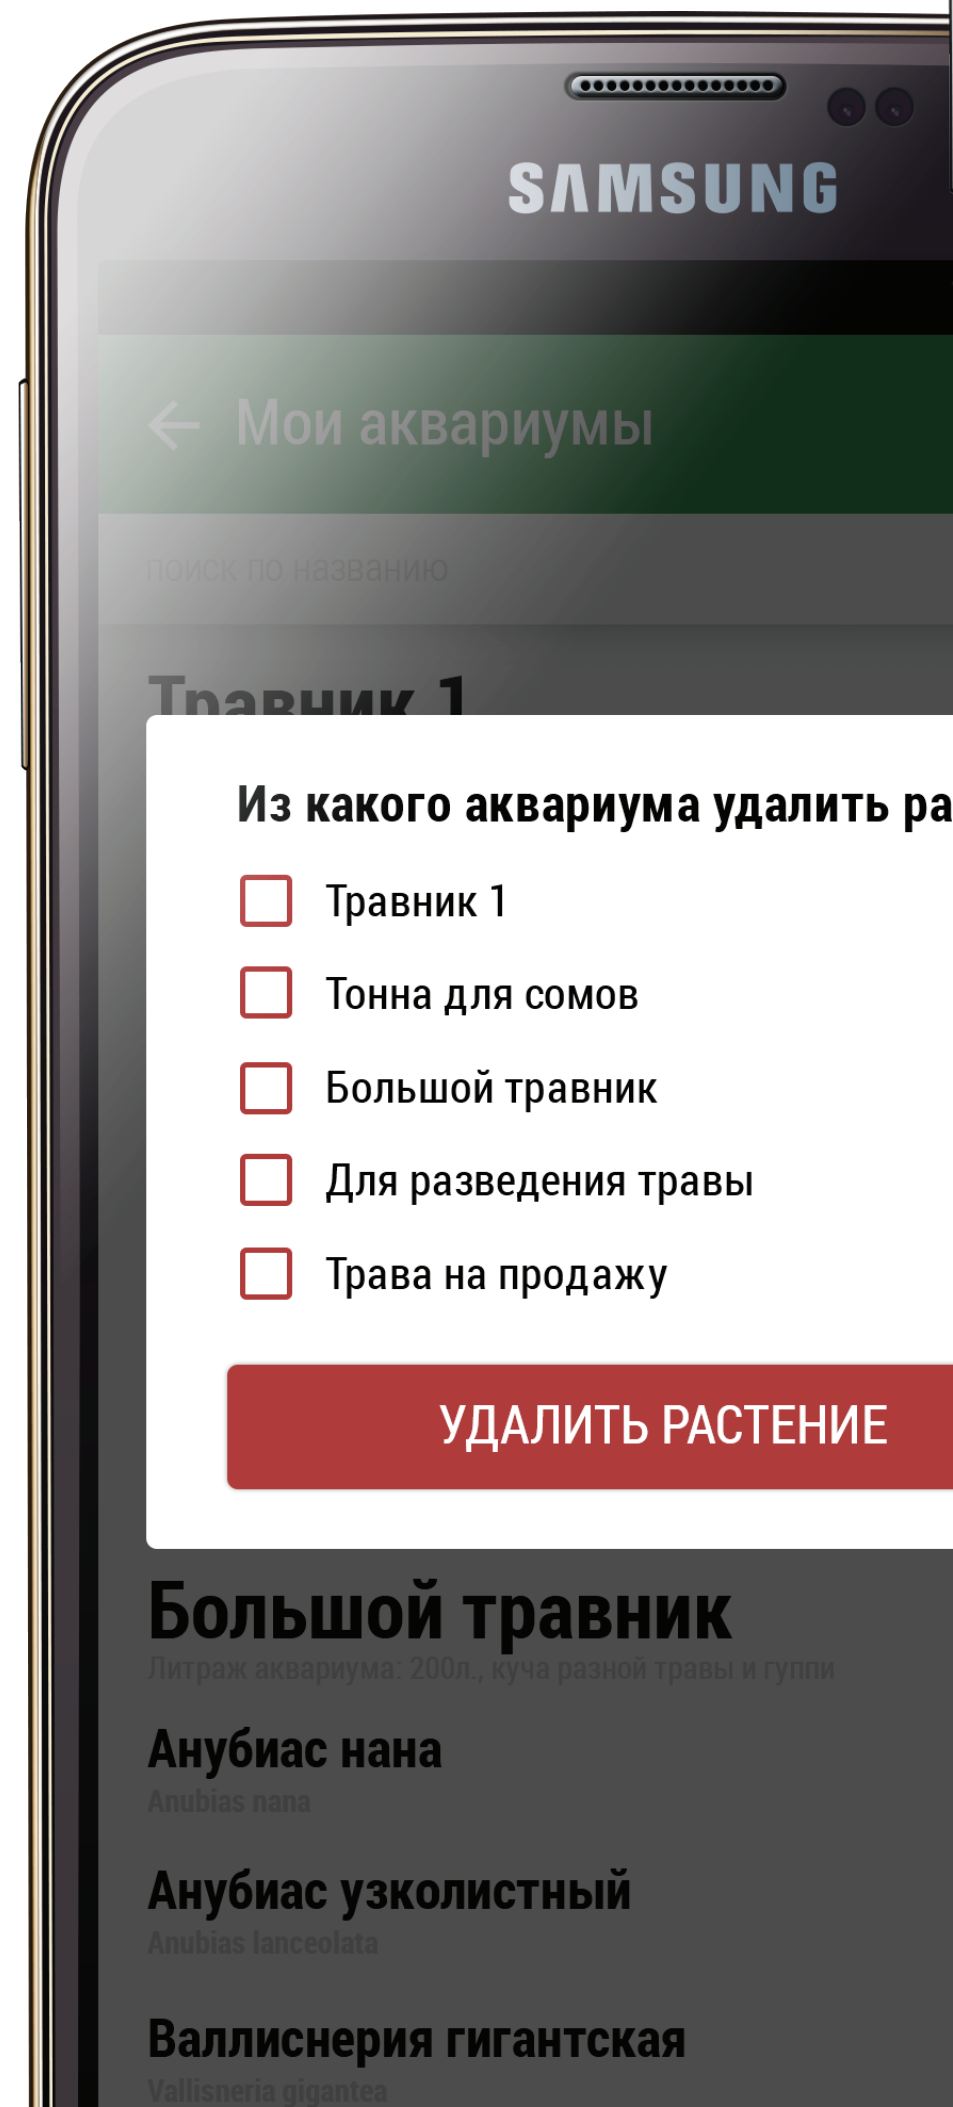 SAMSUNG
Мои аквариумы
поиск по названию
Травник 1
Из какого аквариума удалить ра
Травник 1
Тонна для сомов
Большой травник
Для разведения травы
Трава на продажу
УДАЛИТЬ РАСТЕНИЕ
Большой травник
Литраж аквариума: 200л., куча разной травы и гуппи
Анубиас нана
Anubias nana
Анубиас узколистный
Anubias lanceolata
Валлиснерия гигантская
Vallisneria gigantea